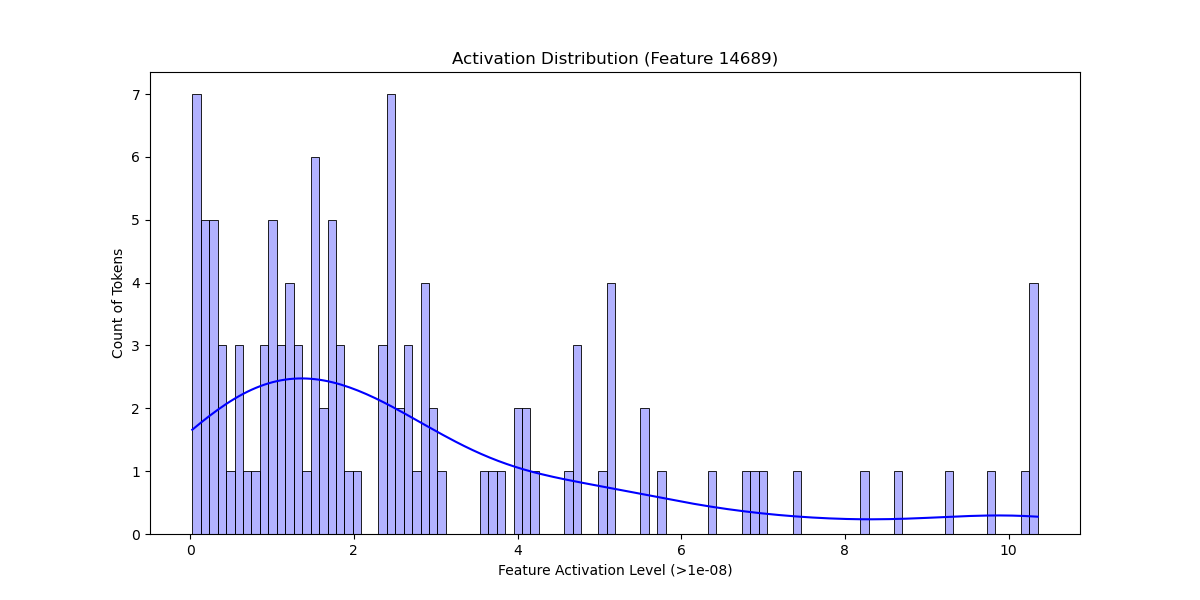 Activation Distribution (Feature 14689)
Count of Tokens
7
6
5
4
3
2
1
0
0 2 4 6 8 10
Feature Activation Level (>1e-08)